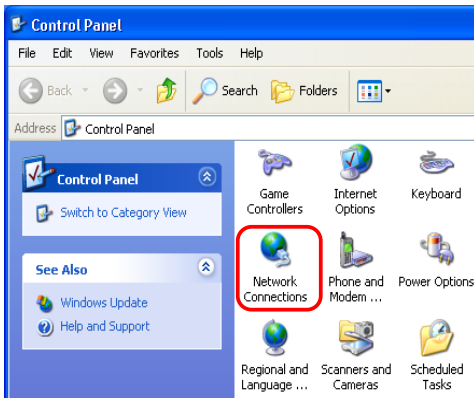 Control Panel
File Edit View Favorites Tools Help
Back Search Folders
Address Control Panel
Control Panel
Switch to Category View
See Also
Windows Update
Help and Support
Game
Controllers
Internet
Options
Keyboard
Network
Connections
Phone and
Modem ...
Power Options
Regional and
Language ...
Scanners and
Cameras
Scheduled
Tasks